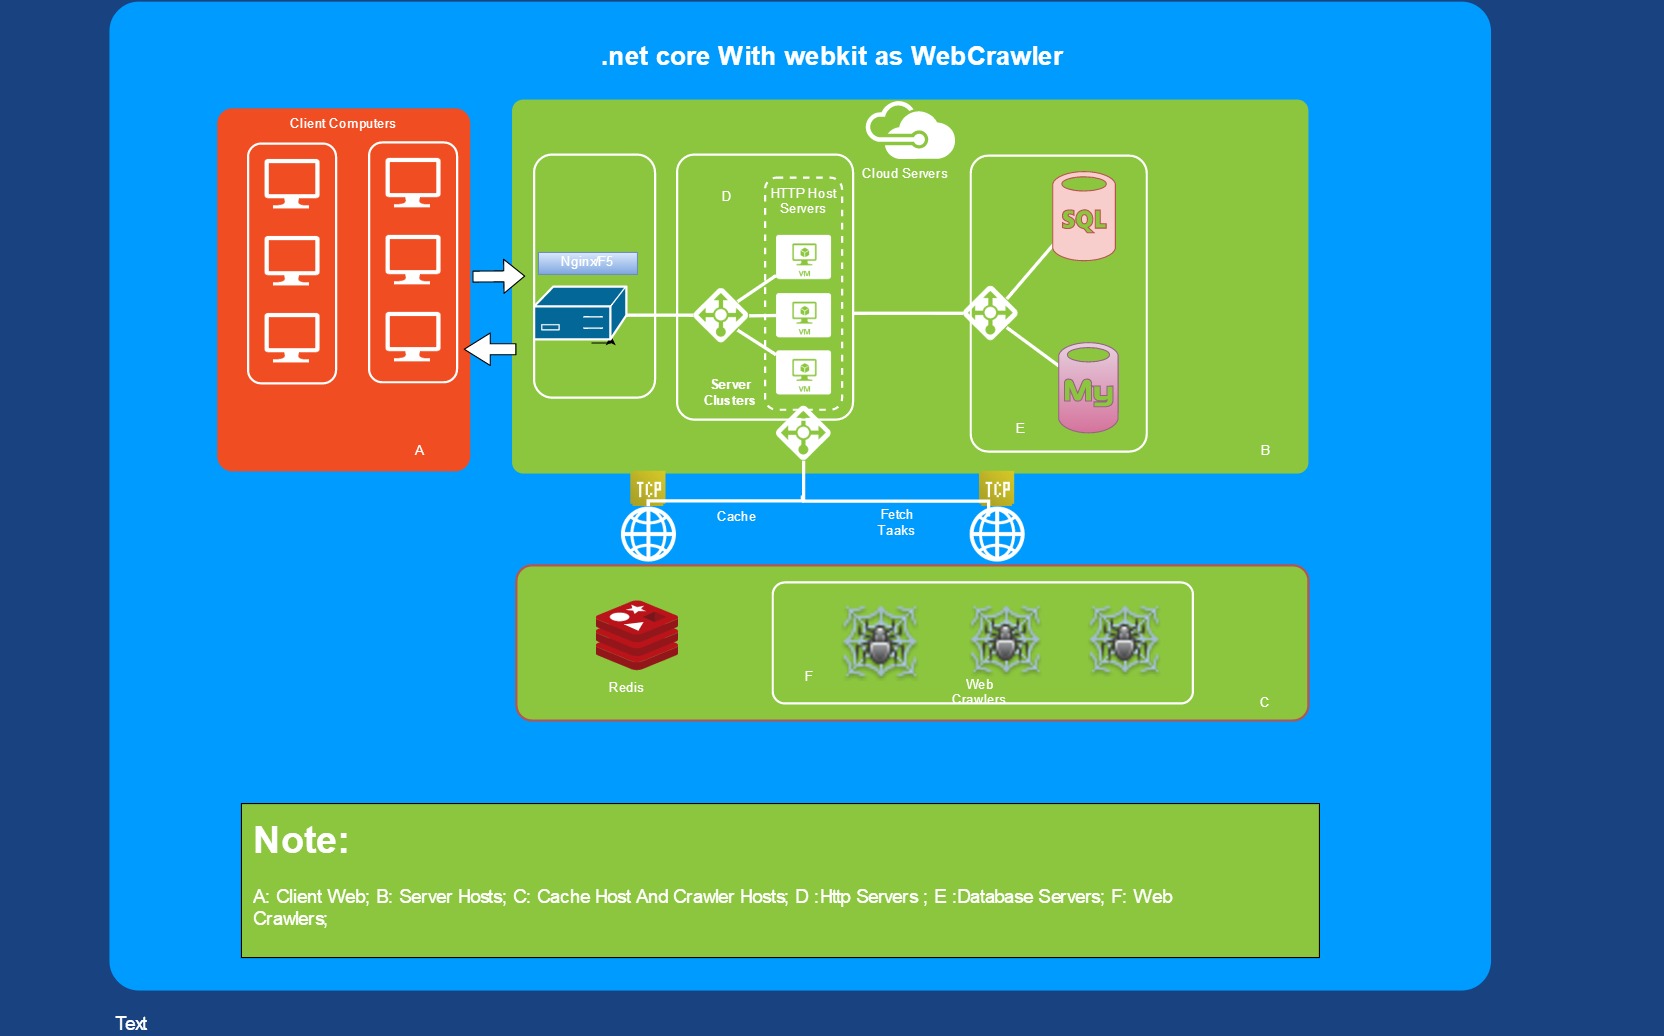 .net core With webkit as WebCrawler
Client Computers
A
Cloud Servers
Nginx/F5
D
HTTP Host
Servers
VM
VM
VM
Server
Clusters
SQL
My
E
B
TCP
TCP
Cache
Fetch
Taaks
Redis
F
Web
Crawlers
C
Note:
A: Client Web; B: Server Hosts; C: Cache Host And Crawler Hosts; D :Http Servers ; E :Database Servers; F: Web
Crawlers;
Text